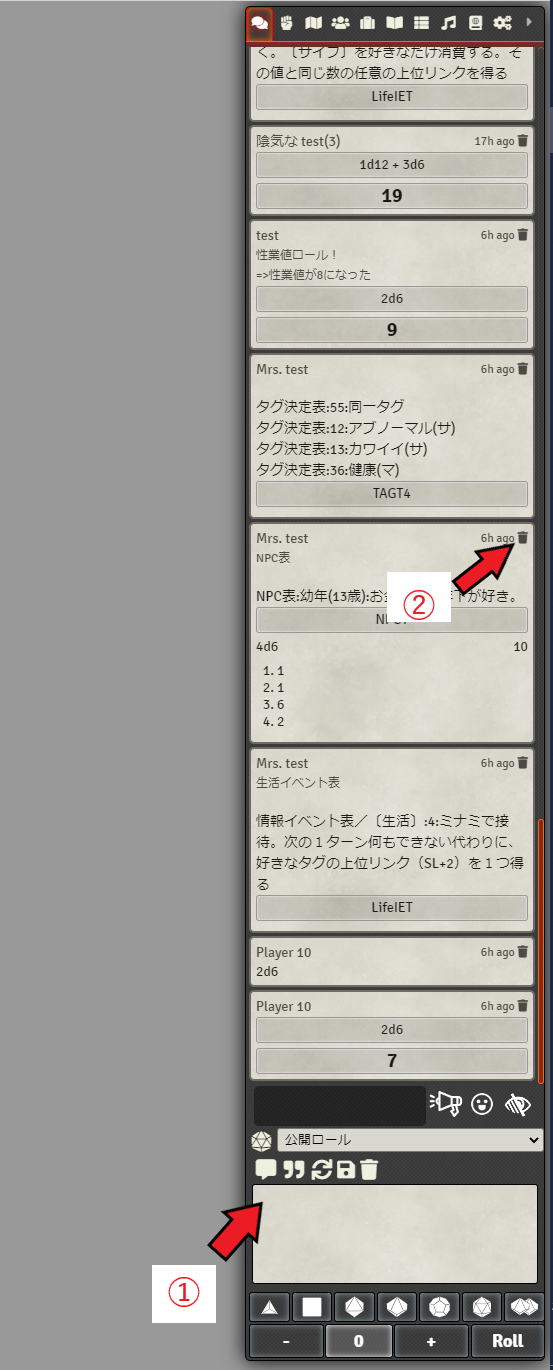 く。〔サイフ〕を好きなだけ消費する。そ
の値と同じ数の任意の上位リンクを得る
LifeIET
陰気な test(3) 17h ago
1d12 + 3d6
19
test 6h ago
性業値ロール！
=>性業値が8になった
2d6
9
Mrs. test 6h ago
タグ決定表:55:同一タグ
タグ決定表:12:アブノーマル(サ)
タグ決定表:13:カワイイ(サ)
タグ決定表:36:健康(マ)
TAGT4
Mrs. test 6h ago
NPC表
②
NPC表:幼年(13歳):お 下が好き。
4d6 10
1. 1
2. 1
3. 6
4. 2
Mrs. test 6h ago
生活イベント表
情報イベント表／〔生活〕:4:ミナミで接
待。次の１ターン何もできない代わりに、
好きなタグの上位リンク（SL+2）を１つ得
る
LifeIET
Player 10 6h ago
2d6
Player 10 6h ago
2d6
7
公開ロール
①
- 0 + Roll